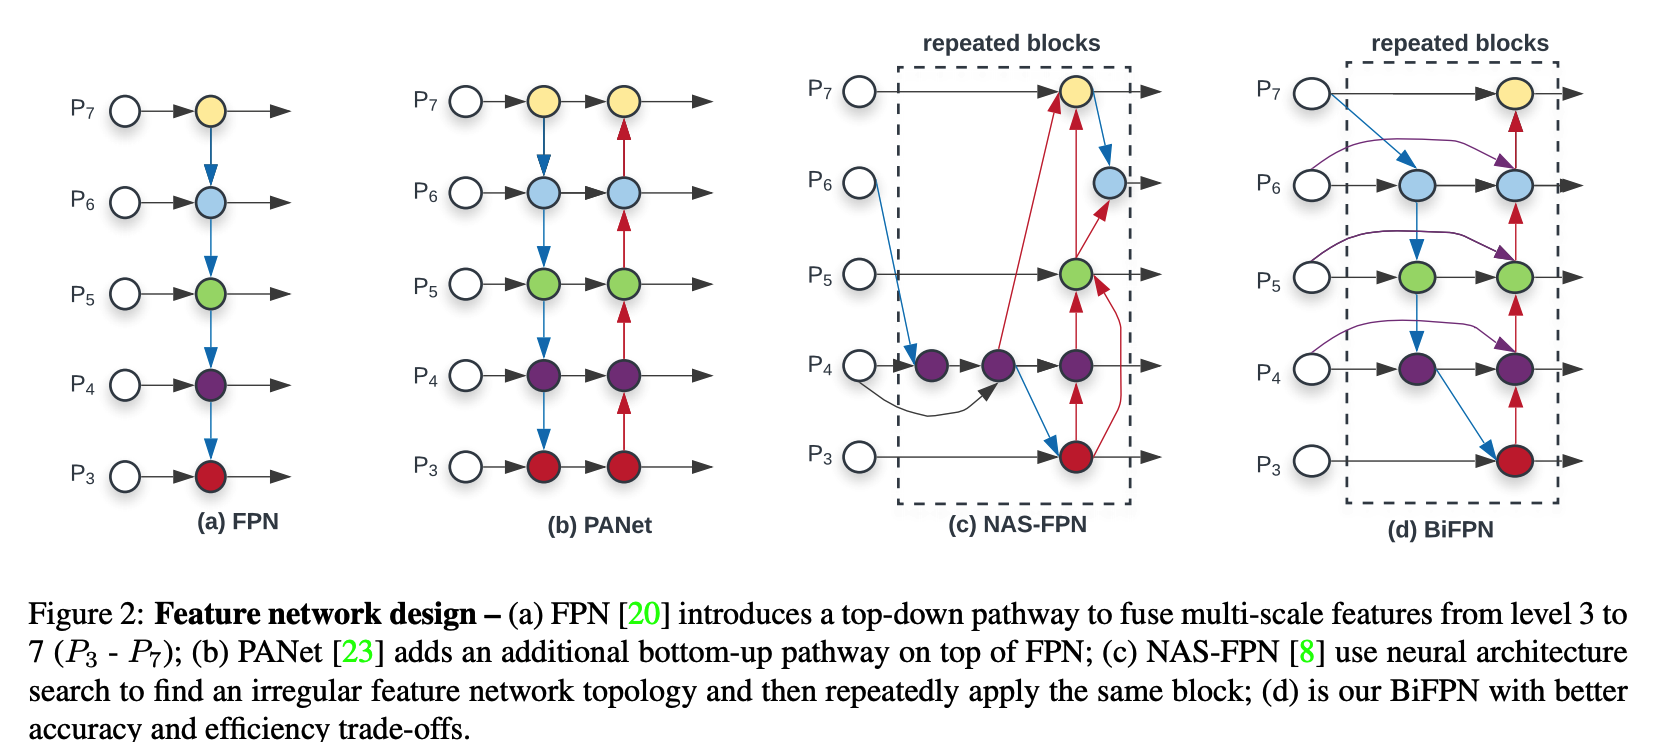 repeated blocks
repeated blocks
P7
P6
P5
P4
P3
(a) FPN
P7
P6
P5
P4
P3
(b) PANet
P7
P6
P5
P4
P3
(c) NAS-FPN
P7
P6
P5
P4
P3
(d) BiFPN
Figure 2: Feature network design – (a) FPN [20] introduces a top-down pathway to fuse multi-scale features from level 3 to
7 (P3 - P7); (b) PANet [23] adds an additional bottom-up pathway on top of FPN; (c) NAS-FPN [8] use neural architecture
search to find an irregular feature network topology and then repeatedly apply the same block; (d) is our BiFPN with better
accuracy and efficiency trade-offs.